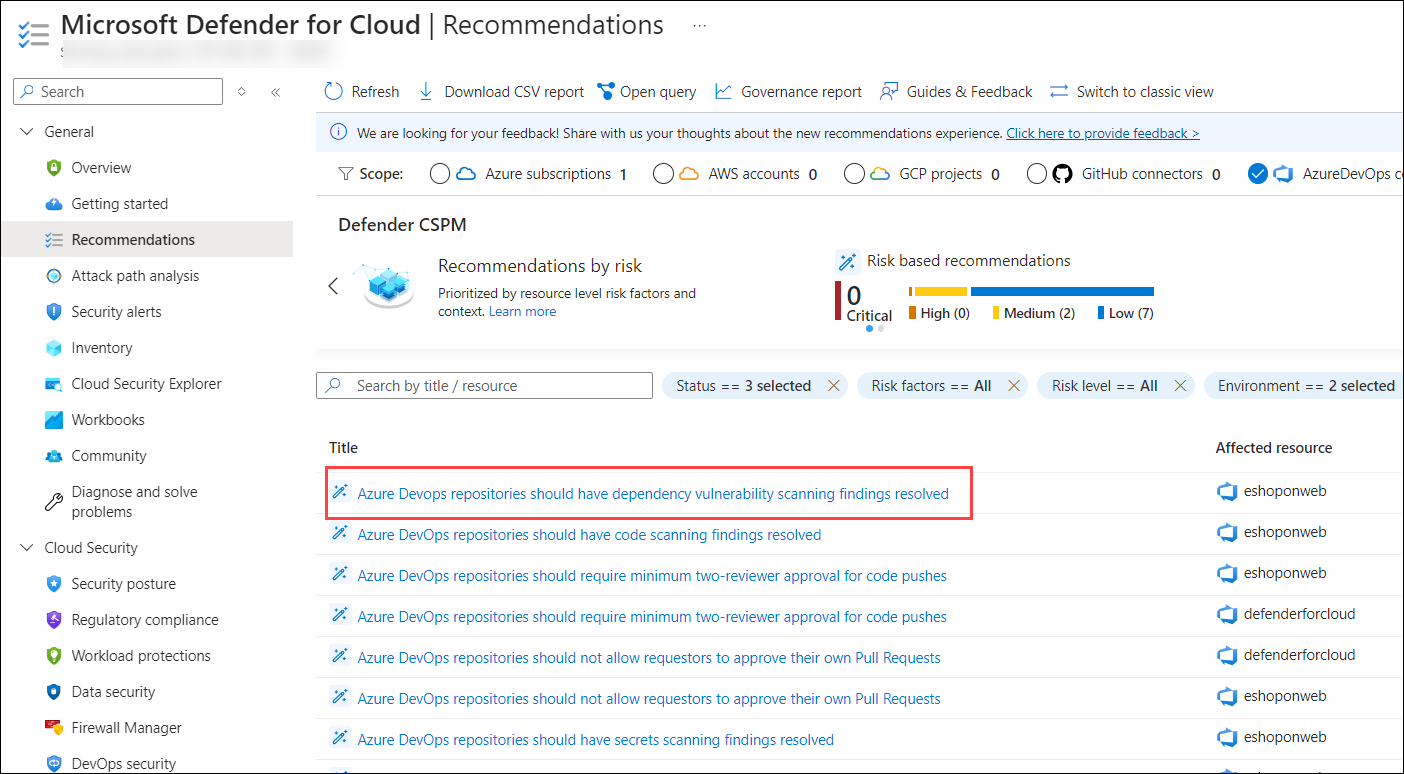 Microsoft Defender for Cloud | Recommendations ...
Search
Refresh Download CSV report Open query Governance report Guides & Feedback Switch to classic view
General
Overview
Getting started
Recommendations
Attack path analysis
Security alerts
Inventory
Cloud Security Explorer
Workbooks
Community
Diagnose and solve
problems
Cloud Security
Security posture
Regulatory compliance
Workload protections
Data security
Firewall Manager
DevOps security
We are looking for your feedback! Share with us your thoughts about the new recommendations experience. Click here to provide feedback >
Scope: Azure subscriptions 1 AWS accounts 0 GCP projects 0 GitHub connectors 0 AzureDevOps co
Defender CSPM
Recommendations by risk
Prioritized by resource level risk factors and
context. Learn more
Risk based recommendations
0
Critical
High (0) Medium (2) Low (7)
Search by title / resource
Status == 3 selected Risk factors == All Risk level == All Environment == 2 selected
Title Affected resource
Azure Devops repositories should have dependency vulnerability scanning findings resolved eshoponweb
Azure DevOps repositories should have code scanning findings resolved eshoponweb
Azure DevOps repositories should require minimum two-reviewer approval for code pushes eshoponweb
Azure DevOps repositories should require minimum two-reviewer approval for code pushes defenderforcloud
Azure DevOps repositories should not allow requestors to approve their own Pull Requests defenderforcloud
Azure DevOps repositories should not allow requestors to approve their own Pull Requests eshoponweb
Azure DevOps repositories should have secrets scanning findings resolved eshoponweb